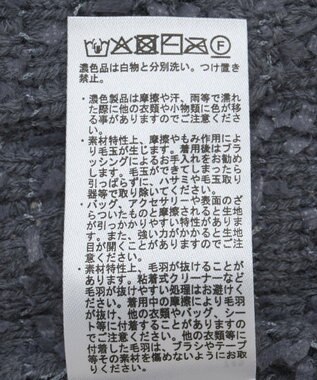 濃色品は白物と分別洗い。つけ置き
禁止。
・濃色製品は摩擦や汗、雨等で濡れ
た際に他の衣類や小物類に色が移
る事がありますのでご注意くださ
い。
・素材特性上、摩擦やもみ作用によ
り毛玉が生じます。着用後はブラ
ッシングによるお手入れをお勧め
します。毛玉ができてしまったら
引っぱらずに、ハサミや毛玉取り
器等で取り除いてください。
・バッグ、アクセサリーや表面のざ
らついたものと摩擦されると生地
が引っかかりやすい特性がありま
す。また、強い力がかかると生地
目が開くことがありますのでご注
意ください。
・素材特性上、毛羽が抜けることが
あります。粘着式クリーナーなど
毛羽が抜けやすい処理はお避けく
ださい。着用中の摩擦により毛羽
が抜け、他の衣類やバッグ、シー
ト等に付着することがありますの
でご注意ください。他の衣類等に
付着した毛羽は、ブラシやテープ
等でその素材を傷めないようにお